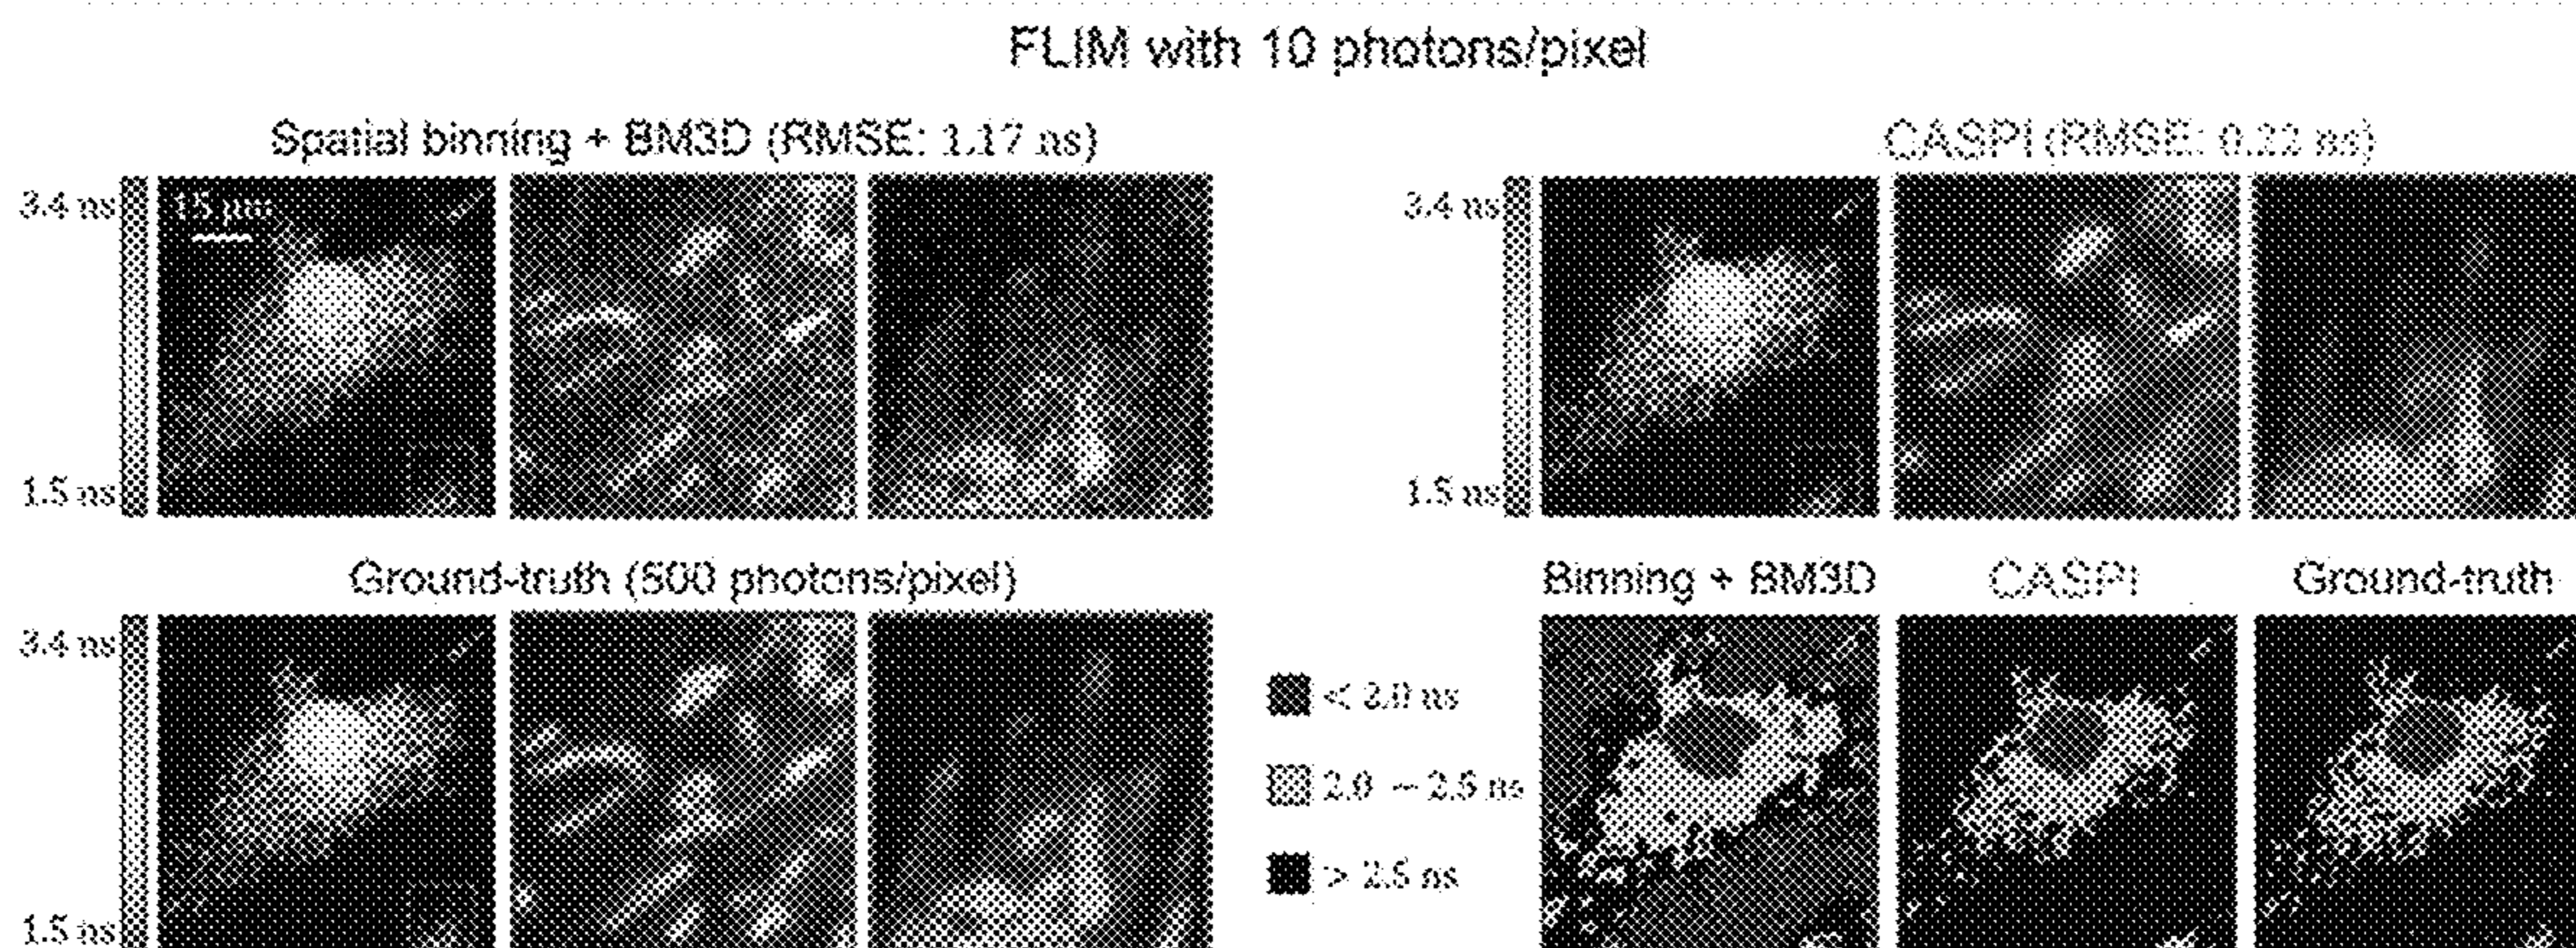 FLIM with 10 photons/pixel
Spatial binning + BM3D (RMSE: 1.17 ns)
CASPI (RMSE: 0.22 ns)
3.4 ns
15 μm
1.5 ns
3.4 ns
1.5 ns
Ground-truth (500 photons/pixel)
3.4 ns
1.5 ns
Binning + BM3D
CASPI
Ground-truth
< 2.0 ns
2.0 ~ 2.5 ns
> 2.5 ns